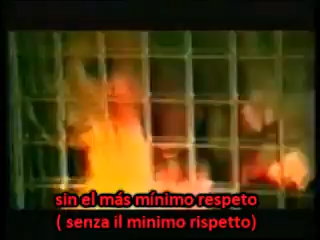 sin el más mínimo respeto
( senza il minimo rispetto)